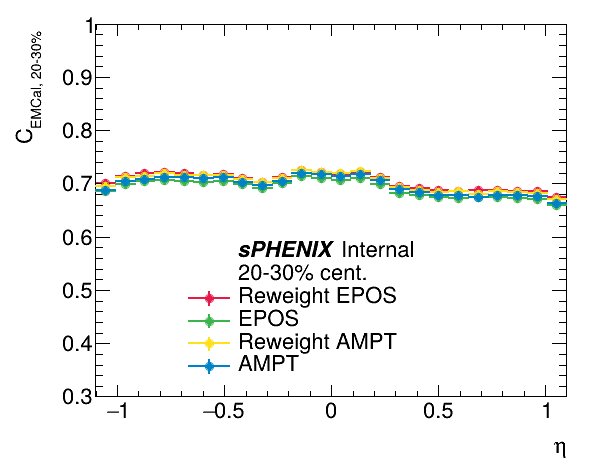 1
0.9
0.8
0.7
0.6
0.5
0.4
0.3
C EMCal, 20-30%
sPHENIX Internal
20-30% cent.
Reweight EPOS
EPOS
Reweight AMPT
AMPT
−1 −0.5 0 0.5 1
η